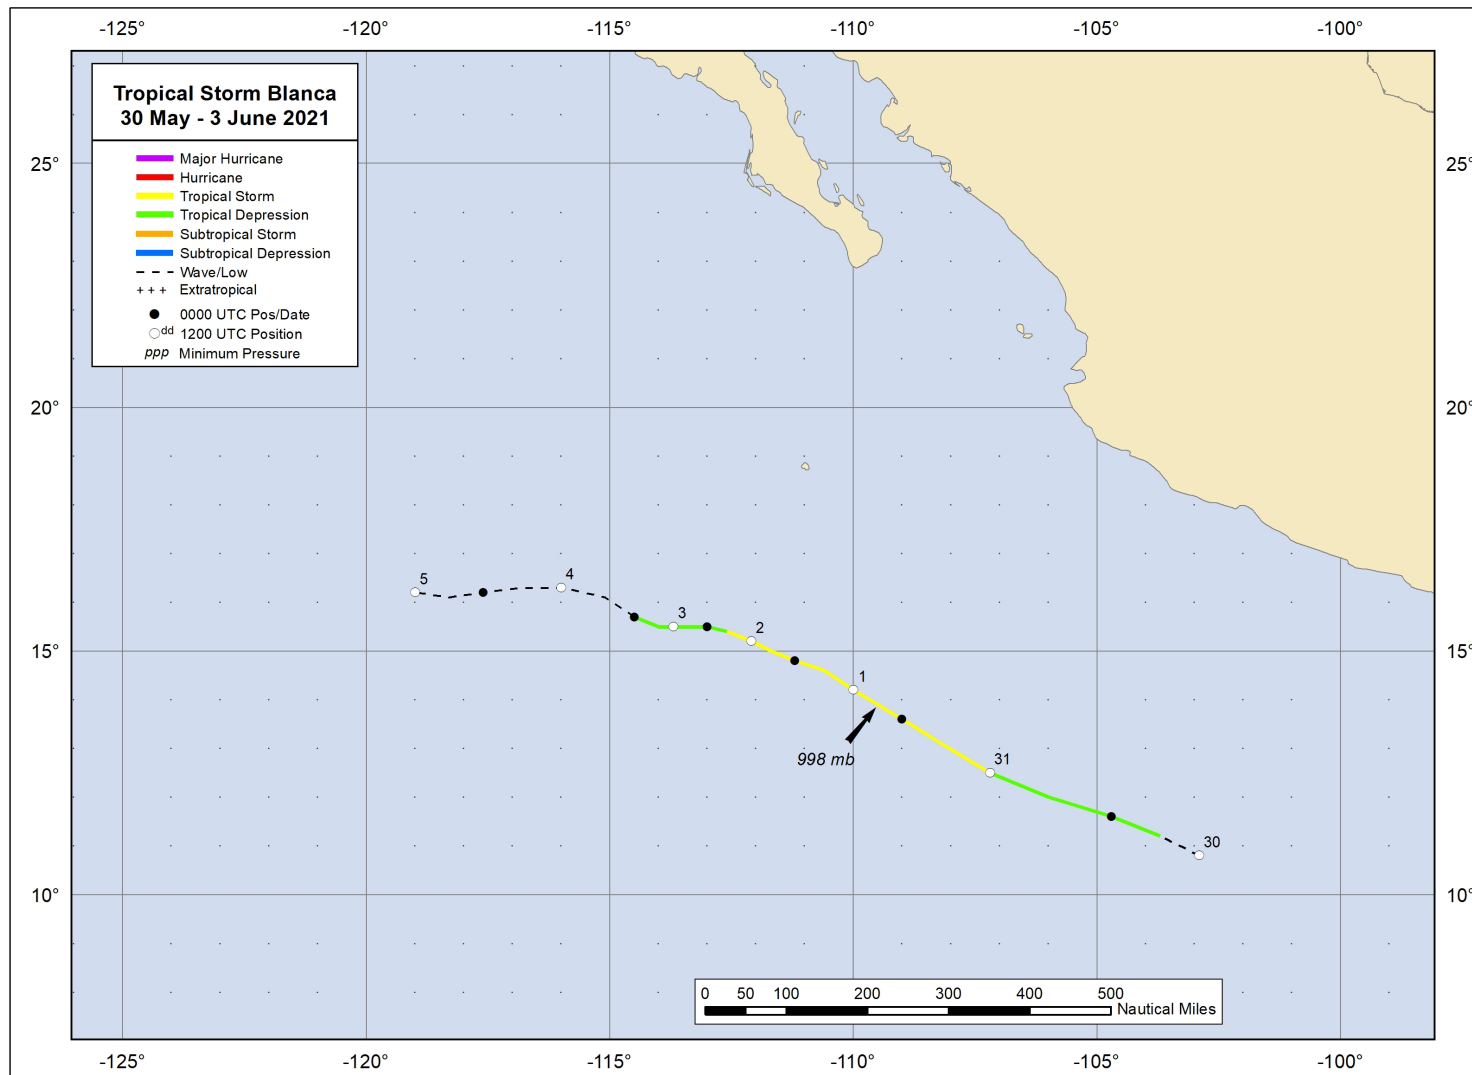 -125° -120° -115° -110° -105° -100°
Tropical Storm Blanca
30 May - 3 June 2021
Major Hurricane
Hurricane
Tropical Storm
Tropical Depression
Subtropical Storm
Subtropical Depression
Wave/Low
+++ Extratropical
0000 UTC Pos/Date
dd 1200 UTC Position
ppp Minimum Pressure
25° 25°
20° 20°
5 4
3
2
15° 15°
1
998 mb
31
30
10° 10°
0 50 100 200 300 400 500
Nautical Miles
-125° -120° -115° -110° -105° -100°